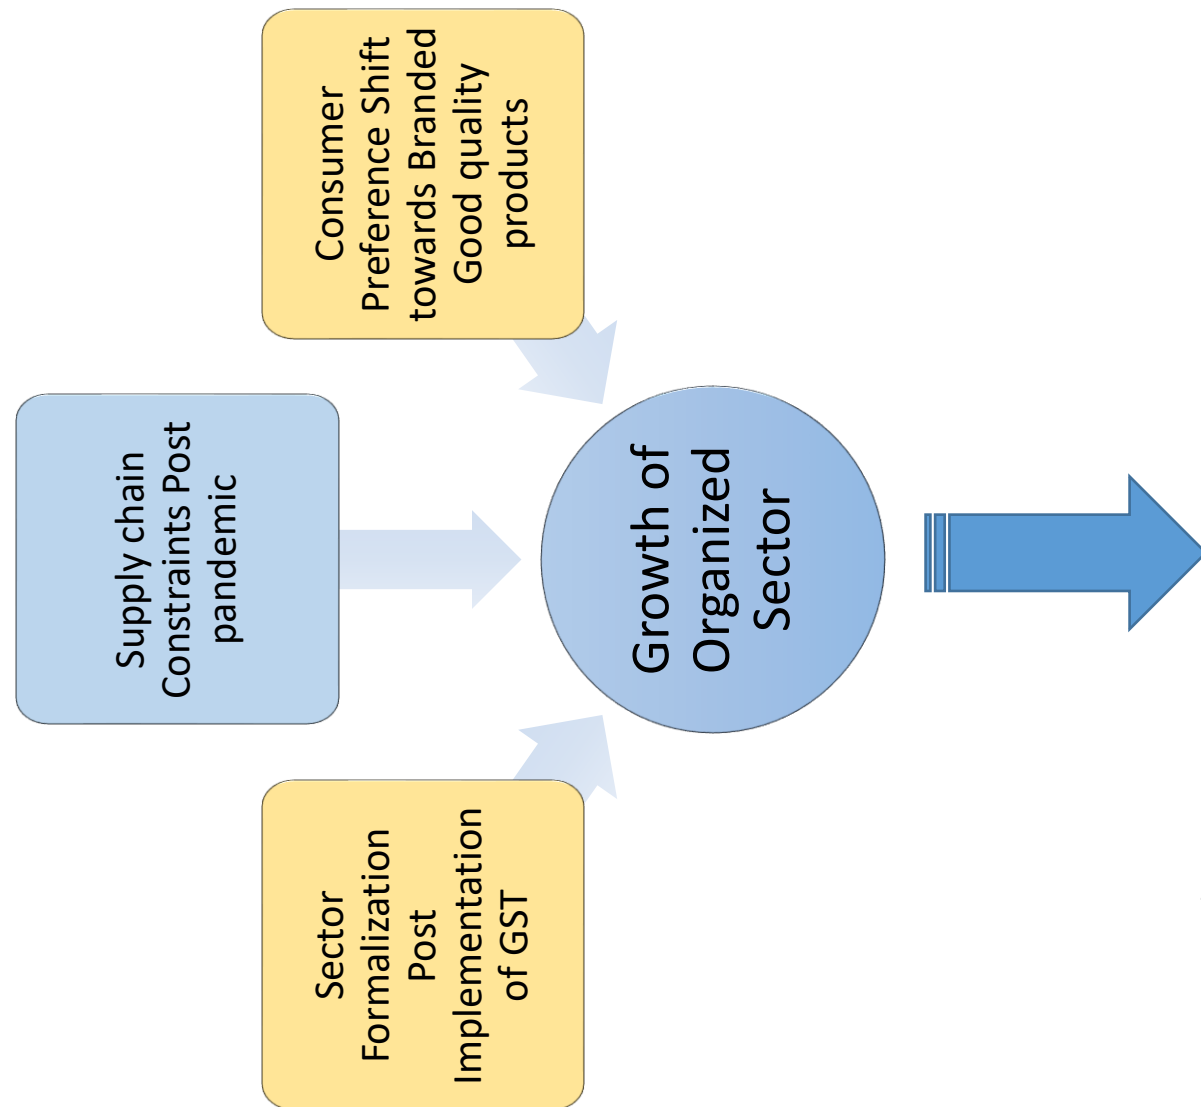 Sector
Formalization
Post
Implementation
of GST
Supply chain
Constraints Post
pandemic
Consumer
Preference Shift
towards Branded
Good quality
products
Growth of
Organized
Sector